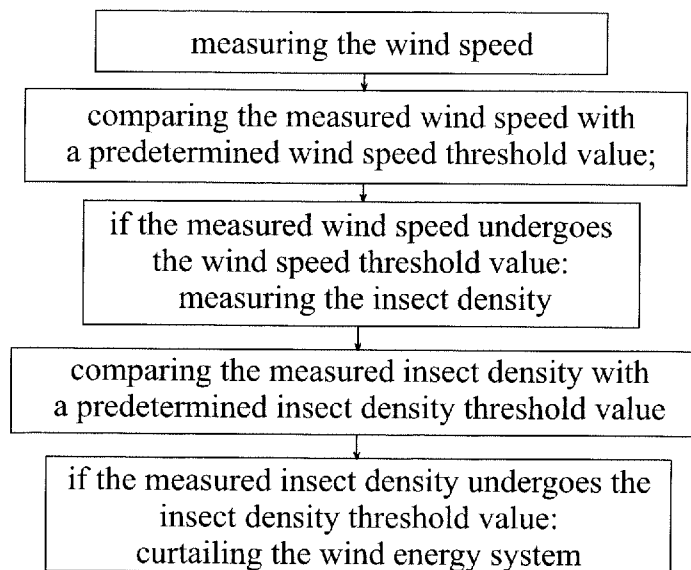 measuring the wind speed
comparing the measured wind speed with
a predetermined wind speed threshold value;
if the measured wind speed undergoes
the wind speed threshold value:
measuring the insect density
comparing the measured insect density with
a predetermined insect density threshold value
if the measured insect density undergoes the
insect density threshold value:
curtailing the wind energy system